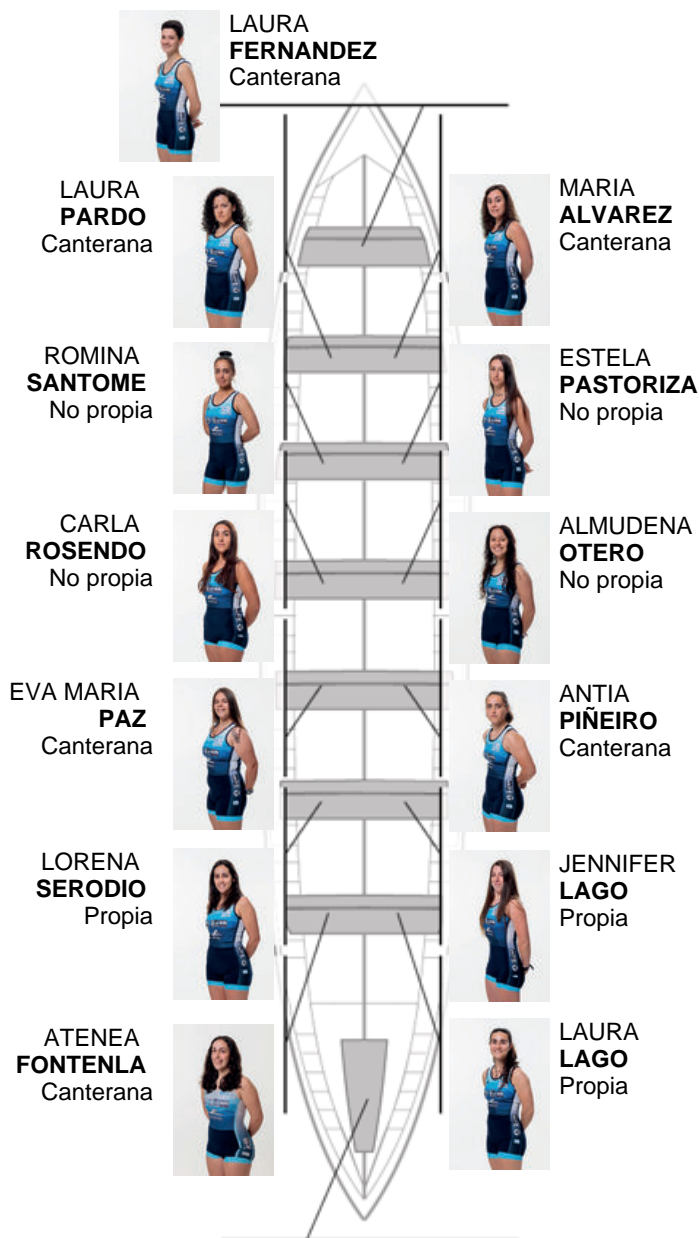 LAURA
FERNANDEZ
Canterana
LAURA
PARDO
Canterana
MARIA
ALVAREZ
Canterana
ROMINA
SANTOME
No propia
ESTELA
PASTORIZA
No propia
CARLA
ROSENDO
No propia
ALMUDENA
OTERO
No propia
EVA MARIA
PAZ
Canterana
ANTIA
PIÑEIRO
Canterana
LORENA
SERODIO
Propia
JENNIFER
LAGO
Propia
ATENEA
FONTENLA
Canterana
LAURA
LAGO
Propia